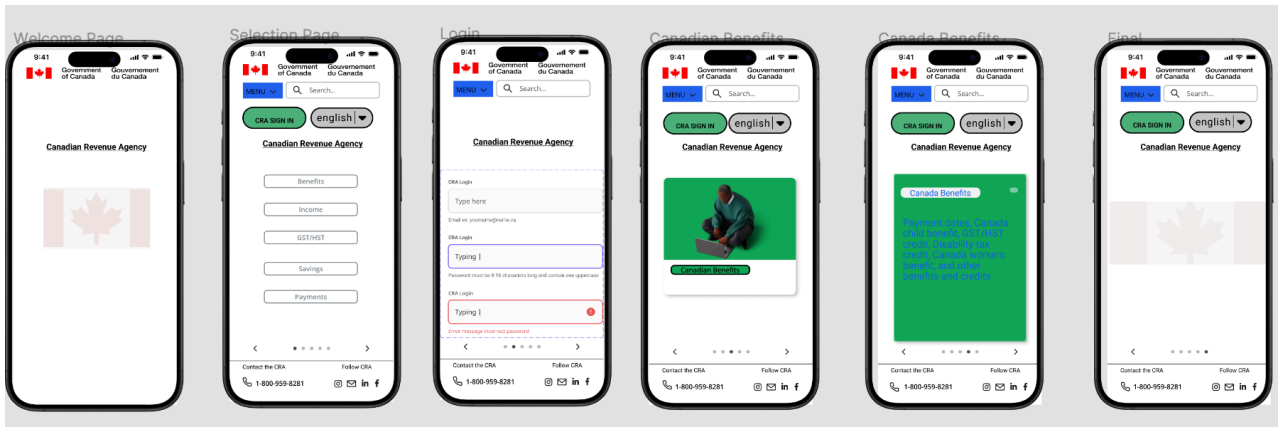 Welcome Page
9:41
Government
of Canada
Gouvernement
du Canada
Canadian Revenue Agency
Selection Page
9:41
Government
of Canada
Gouvernement
du Canada
MENU
Search...
CRA SIGN IN
english
Canadian Revenue Agency
Benefits
Income
GST/HST
Savings
Payments
Contact the CRA
Follow CRA
1-800-959-8281
Login
9:41
Government
of Canada
Gouvernement
du Canada
MENU
Search...
Canadian Revenue Agency
CRA Login
Type here
Email ex. yourname@name.ca
CRA Login
Typing |
Password must be 8-16 characters long and contain one uppercase
CRA Login
Typing |
Error message incorrect password
Contact the CRA
Follow CRA
1-800-959-8281
Canadian Benefits
9:41
Government
of Canada
Gouvernement
du Canada
MENU
Search...
CRA SIGN IN
english
Canadian Revenue Agency
Canadian Benefits
Contact the CRA
Follow CRA
1-800-959-8281
Canada Benefits
9:41
Government
of Canada
Gouvernement
du Canada
MENU
Search...
CRA SIGN IN
english
Canadian Revenue Agency
Canada Benefits
Payment dates, Canada
child benefit, GST/HST
credit, Disability tax
credit, Canada workers
benefit, and other
benefits and credits
Contact the CRA
Follow CRA
1-800-959-8281
Final
9:41
Government
of Canada
Gouvernement
du Canada
MENU
Search...
CRA SIGN IN
english
Canadian Revenue Agency
Contact the CRA
Follow CRA
1-800-959-8281